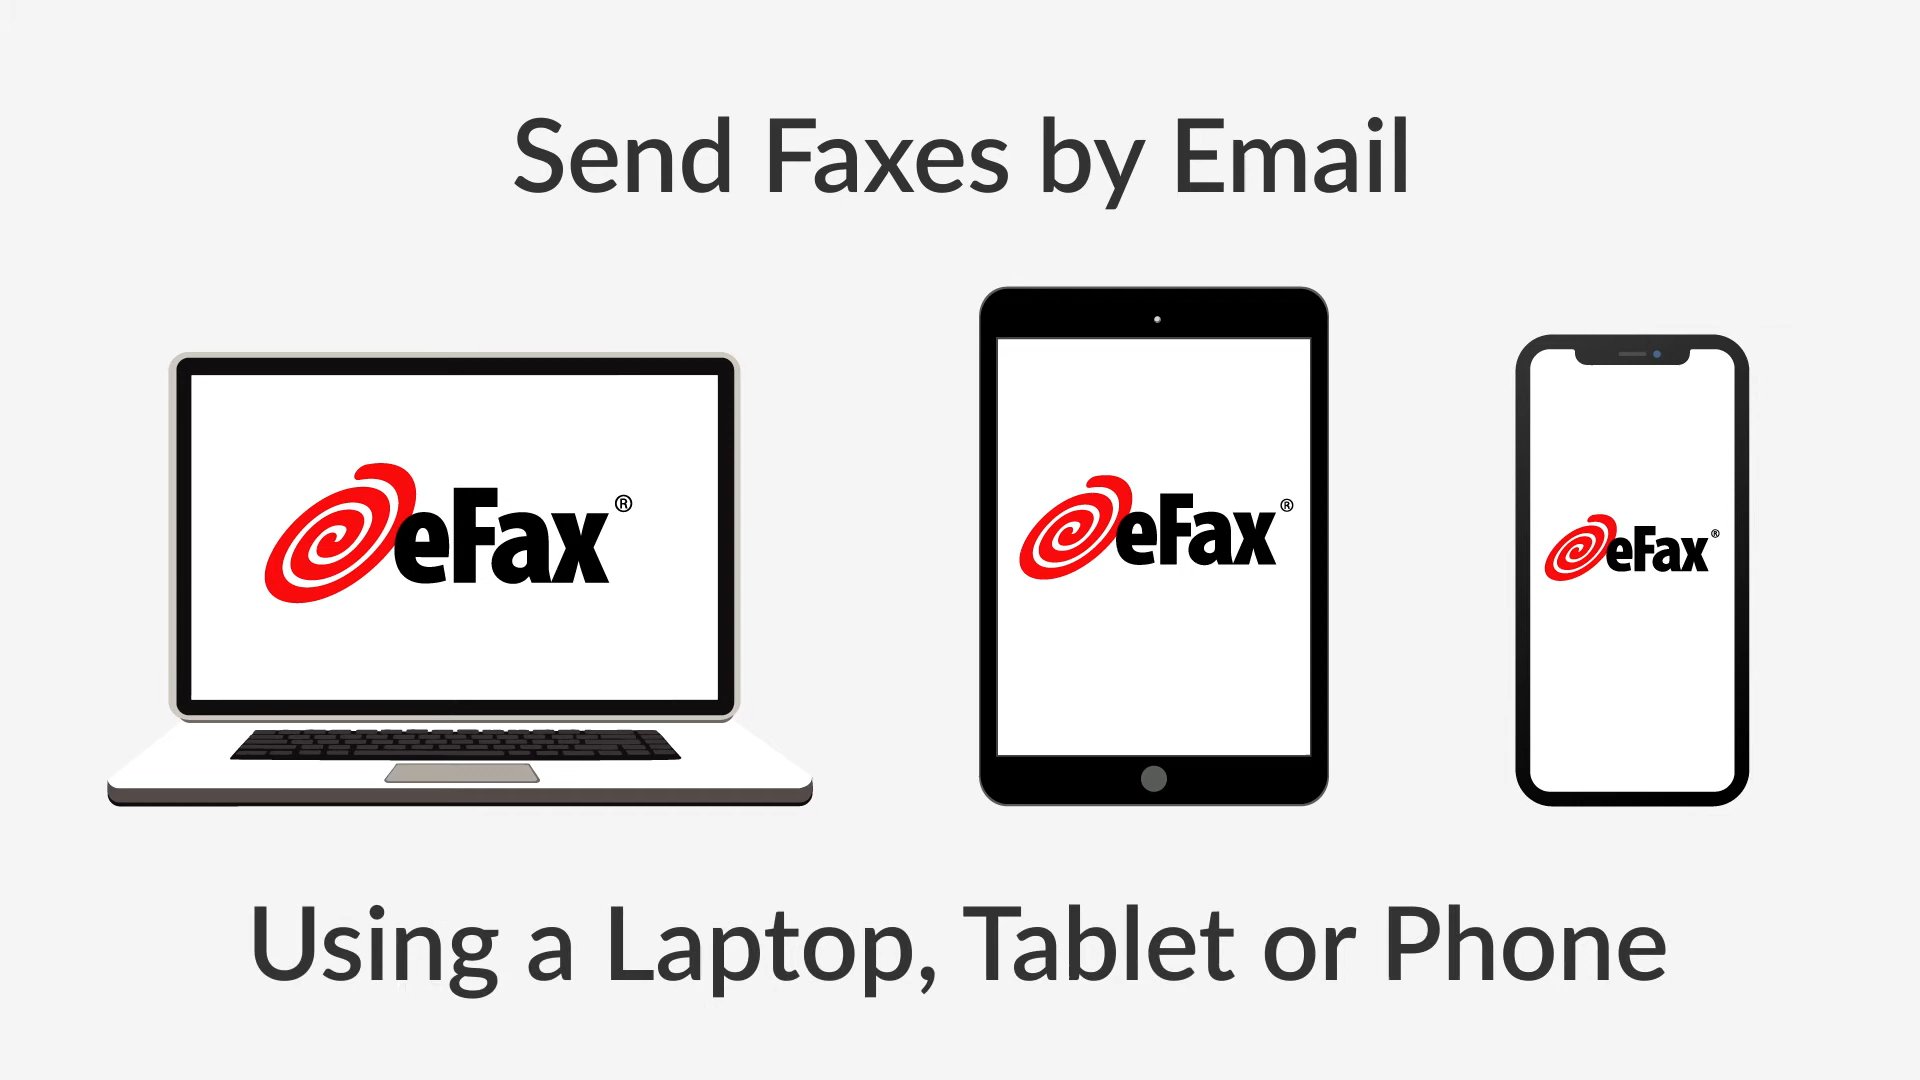 Send Faxes by Email
eFax®
eFax®
eFax®
Using a Laptop, Tablet or Phone